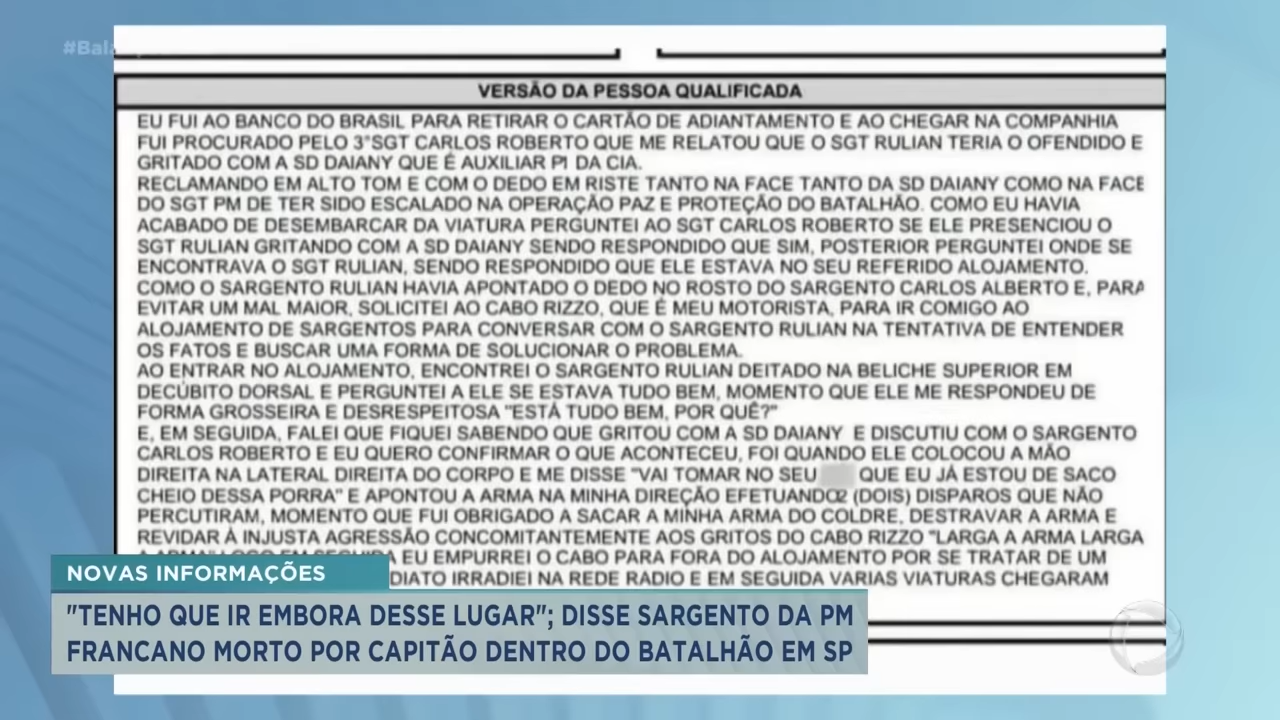 #Bala
VERSÃO DA PESSOA QUALIFICADA
EU FUI AO BANCO DO BRASIL PARA RETIRAR O CARTÃO DE ADIANTAMENTO E AO CHEGAR NA COMPANHIA
FUI PROCURADO PELO 3°SGT CARLOS ROBERTO QUE ME RELATOU QUE O SGT RULIAN TERIA O OFENDIDO E
GRITADO COM A SD DAIANY QUE É AUXILIAR P1 DA CIA.
RECLAMANDO EM ALTO TOM E COM O DEDO EM RISTE TANTO NA FACE TANTO DA SD DAIANY COMO NA FACE
DO SGT PM DE TER SIDO ESCALADO NA OPERAÇÃO PAZ E PROTEÇÃO DO BATALHÃO. COMO EU HAVIA
ACABADO DE DESEMBARCAR DA VIATURA PERGUNTEI AO SGT CARLOS ROBERTO SE ELE PRESENCIOU O
SGT RULIAN GRITANDO COM A SD DAIANY SENDO RESPONDIDO QUE SIM, POSTERIOR PERGUNTEI ONDE SE
ENCONTRAVA O SGT RULIAN, SENDO RESPONDIDO QUE ELE ESTAVA NO SEU REFERIDO ALOJAMENTO.
COMO O SARGENTO RULIAN HAVIA APONTADO O DEDO NO ROSTO DO SARGENTO CARLOS ALBERTO E, PARA
EVITAR UM MAL MAIOR, SOLICITEI AO CABO RIZZO, QUE É MEU MOTORISTA, PARA IR COMIGO AO
ALOJAMENTO DE SARGENTOS PARA CONVERSAR COM O SARGENTO RULIAN NA TENTATIVA DE ENTENDER
OS FATOS E BUSCAR UMA FORMA DE SOLUCIONAR O PROBLEMA.
AO ENTRAR NO ALOJAMENTO, ENCONTREI O SARGENTO RULIAN DEITADO NA BELICHE SUPERIOR EM
DECÚBITO DORSAL E PERGUNTEI A ELE SE ESTAVA TUDO BEM, MOMENTO QUE ELE ME RESPONDEU DE
FORMA GROSSEIRA E DESRESPEITOSA "ESTÁ TUDO BEM, POR QUÊ?"
E, EM SEGUIDA, FALEI QUE FIQUEI SABENDO QUE GRITOU COM A SD DAIANY E DISCUTIU COM O SARGENTO
CARLOS ROBERTO E EU QUERO CONFIRMAR O QUE ACONTECEU, FOI QUANDO ELE COLOCOU A MÃO
DIREITA NA LATERAL DIREITA DO CORPO E ME DISSE "VAI TOMAR NO SEU QUE EU JÁ ESTOU DE SACO
CHEIO DESSA PORRA" E APONTOU A ARMA NA MINHA DIREÇÃO EFETUANDO2 (DOIS) DISPAROS QUE NÃO
PERCUTIRAM, MOMENTO QUE FUI OBRIGADO A SACAR A MINHA ARMA DO COLDRE, DESTRAVAR A ARMA E
REVIDAR À INJUSTA AGRESSÃO CONCOMITANTEMENTE AOS GRITOS DO CABO RIZZO "LARGA A ARMA LARGA
EU EMPURREI O CABO PARA FORA DO ALOJAMENTO POR SE TRATAR DE UM
IRRADIEI NA REDE RADIO E EM SEGUIDA VARIAS VIATURAS CHEGARAM
NOVAS INFORMAÇÕES
"TENHO QUE IR EMBORA DESSE LUGAR"; DISSE SARGENTO DA PM
FRANCANO MORTO POR CAPITÃO DENTRO DO BATALHÃO EM SP